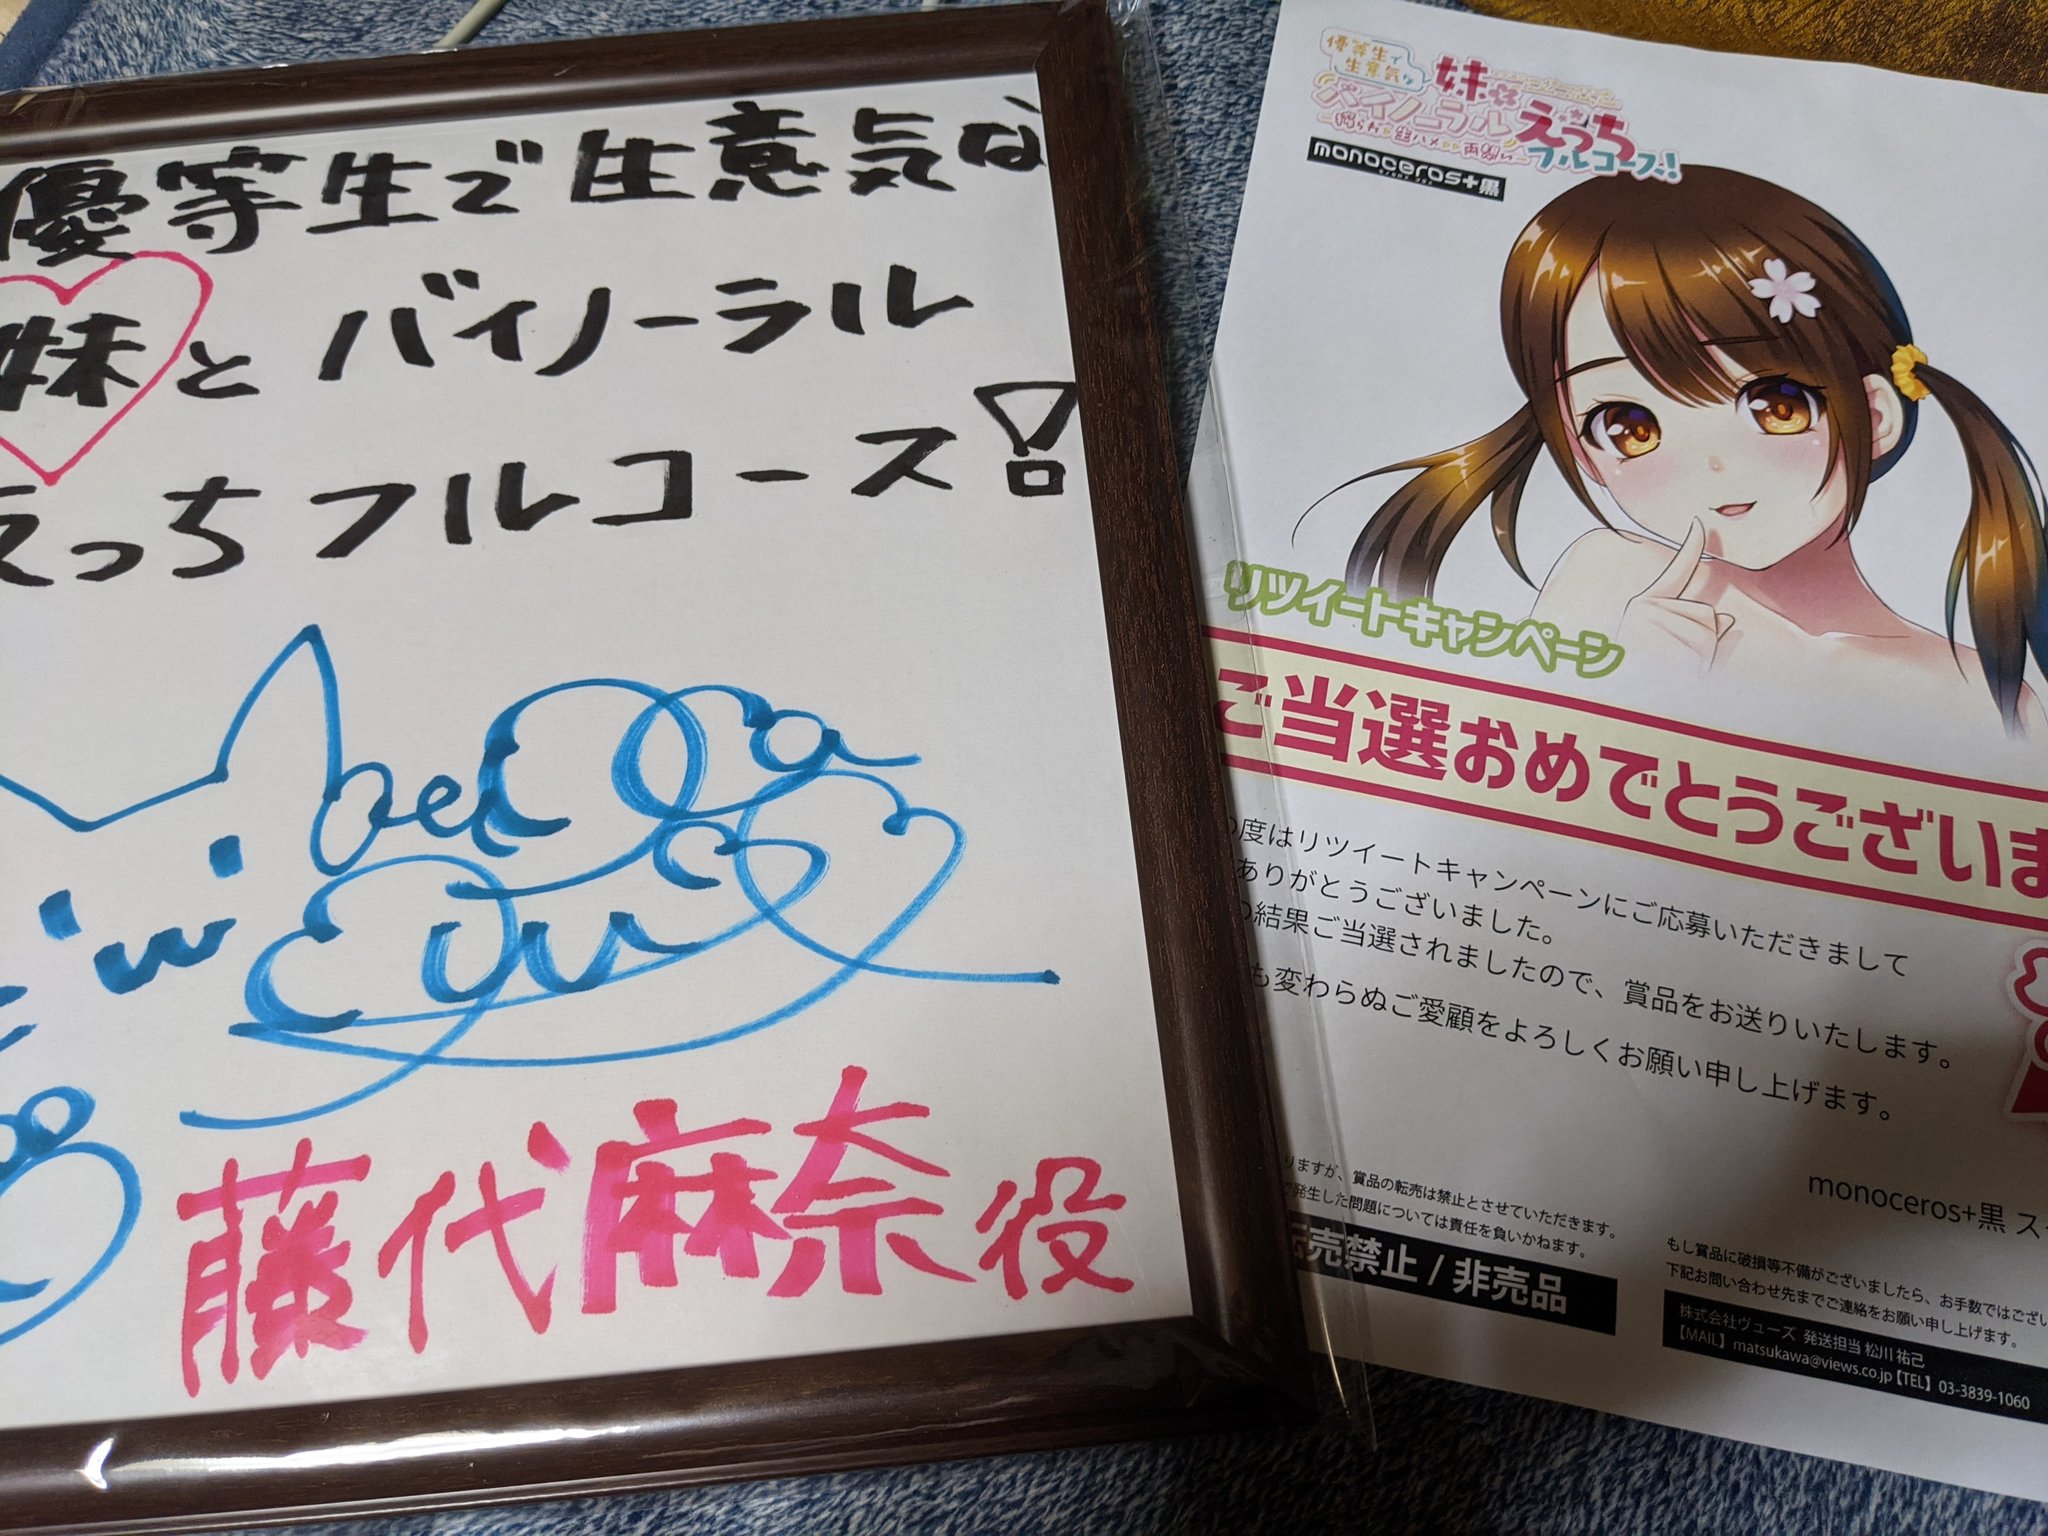 優等生で生意気な
妹とバイノーラル
えっちフルコース!
藤代麻奈役
優等生で
生意気な
妹と
バイノーラル
えっち
フルコース!
monoceros+黒
リツイートキャンペーン
ご当選おめでとうございま
度はリツイートキャンペーンにご応募いただきまして
ありがとうございました。
の結果ご当選されましたので、賞品をお送りいたします。
も変わらぬご愛顧をよろしくお願い申し上げます。
monoceros+黒 ス
りますが、賞品の転売は禁止とさせていただきます。
で発生した問題については責任を負いかねます。
転売禁止 / 非売品
もし賞品に破損等不備がございましたら、お手数ではござい
下記お問い合わせ先までご連絡をお願い申し上げます。
株式会社ヴューズ 発送担当 松川 祐己
【MAIL】matsukawa@views.co.jp【TEL】03-3839-1060